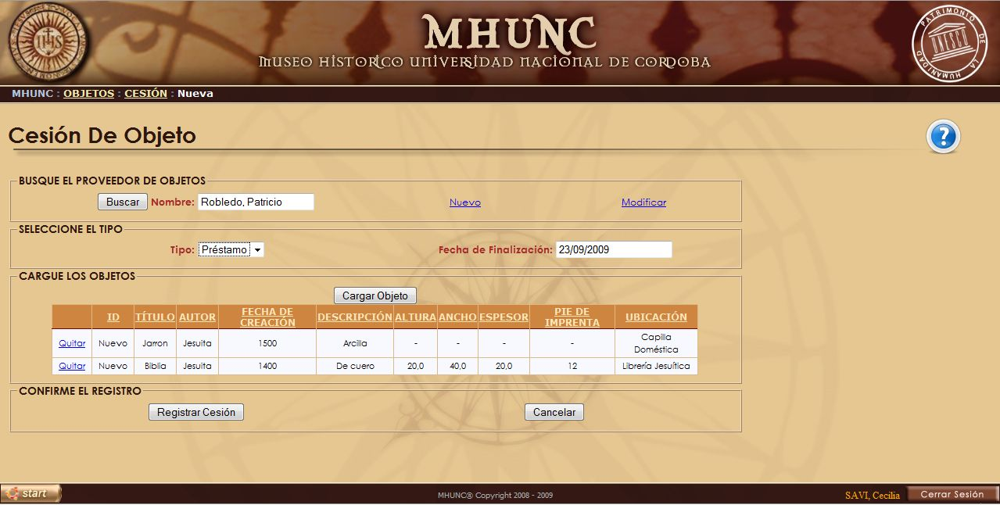 IHS
MHUNC
MUSEO HISTORICO UNIVERSIDAD NACIONAL DE CORDOBA
PATRIMONIO DE LA HUMANIDAD
UNESCO
MHUNC : OBJETOS : CESIÓN : Nueva
Cesión De Objeto
?
BUSQUE EL PROVEEDOR DE OBJETOS
Buscar Nombre: Robledo, Patricio Nuevo Modificar
SELECCIONE EL TIPO
Tipo: Préstamo Fecha de Finalización: 23/09/2009
CARGUE LOS OBJETOS
Cargar Objeto
ID TÍTULO AUTOR FECHA DE CREACIÓN DESCRIPCIÓN ALTURA ANCHO ESPESOR PIE DE IMPRENTA UBICACIÓN
Quitar Nuevo Jarron Jesuita 1500 Arcilla - - - - Capilla Doméstica
Quitar Nuevo Biblia Jesuita 1400 De cuero 20,0 40,0 20,0 12 Librería Jesuítica
CONFIRME EL REGISTRO
Registrar Cesión Cancelar
start MHUNC® Copyright 2008 - 2009 SAVI, Cecilia Cerrar Sesión